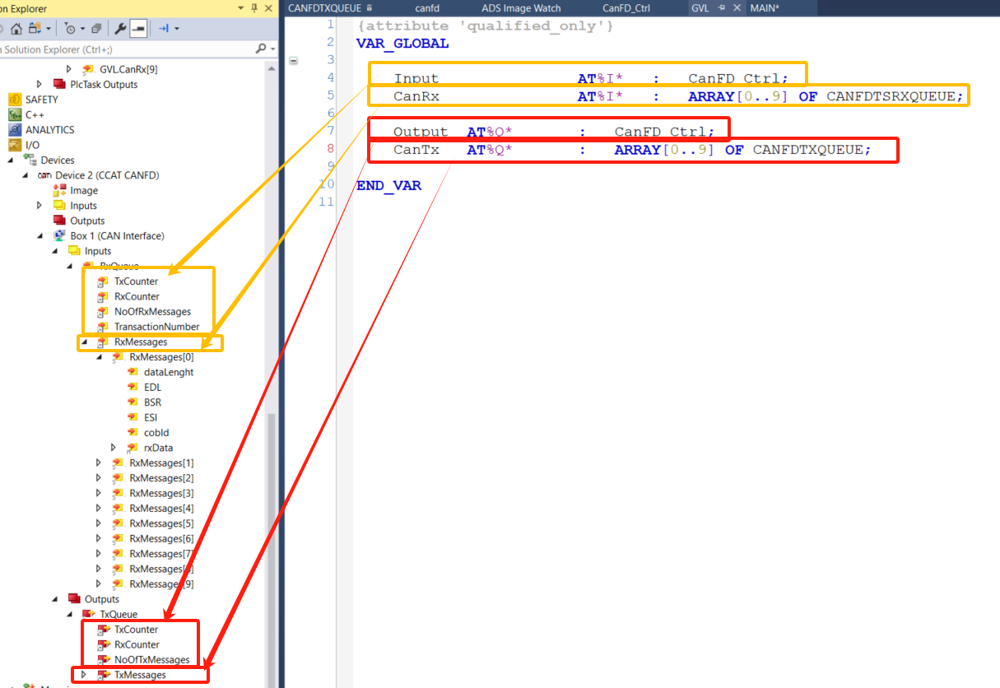 on Explorer
n Solution Explorer (Ctrl+;)
GVL.CanRx[9]
PlcTask Outputs
SAFETY
C++
ANALYTICS
I/O
Devices
Device 2 (CCAT CANFD)
Image
Inputs
Outputs
Box 1 (CAN Interface)
Inputs
RxQueue
TxCounter
RxCounter
NoOfRxMessages
TransactionNumber
RxMessages
RxMessages[0]
dataLenght
EDL
BSR
ESI
cobId
rxData
RxMessages[1]
RxMessages[2]
RxMessages[3]
RxMessages[4]
RxMessages[5]
RxMessages[6]
RxMessages[7]
RxMessages[8]
RxMessages[9]
Outputs
TxQueue
TxCounter
RxCounter
NoOfTxMessages
TxMessages
CANFDTXQUEUE canfd ADS Image Watch CanFD_Ctrl GVL MAIN*
1 {attribute 'qualified_only'}
2 VAR_GLOBAL
3
4 Input AT%I* : CanFD_Ctrl;
5 CanRx AT%I* : ARRAY[0..9] OF CANFDTSRXQUEUE;
6
7 Output AT%Q* : CanFD_Ctrl;
8 CanTx AT%Q* : ARRAY[0..9] OF CANFDTXQUEUE;
9
10 END_VAR
11